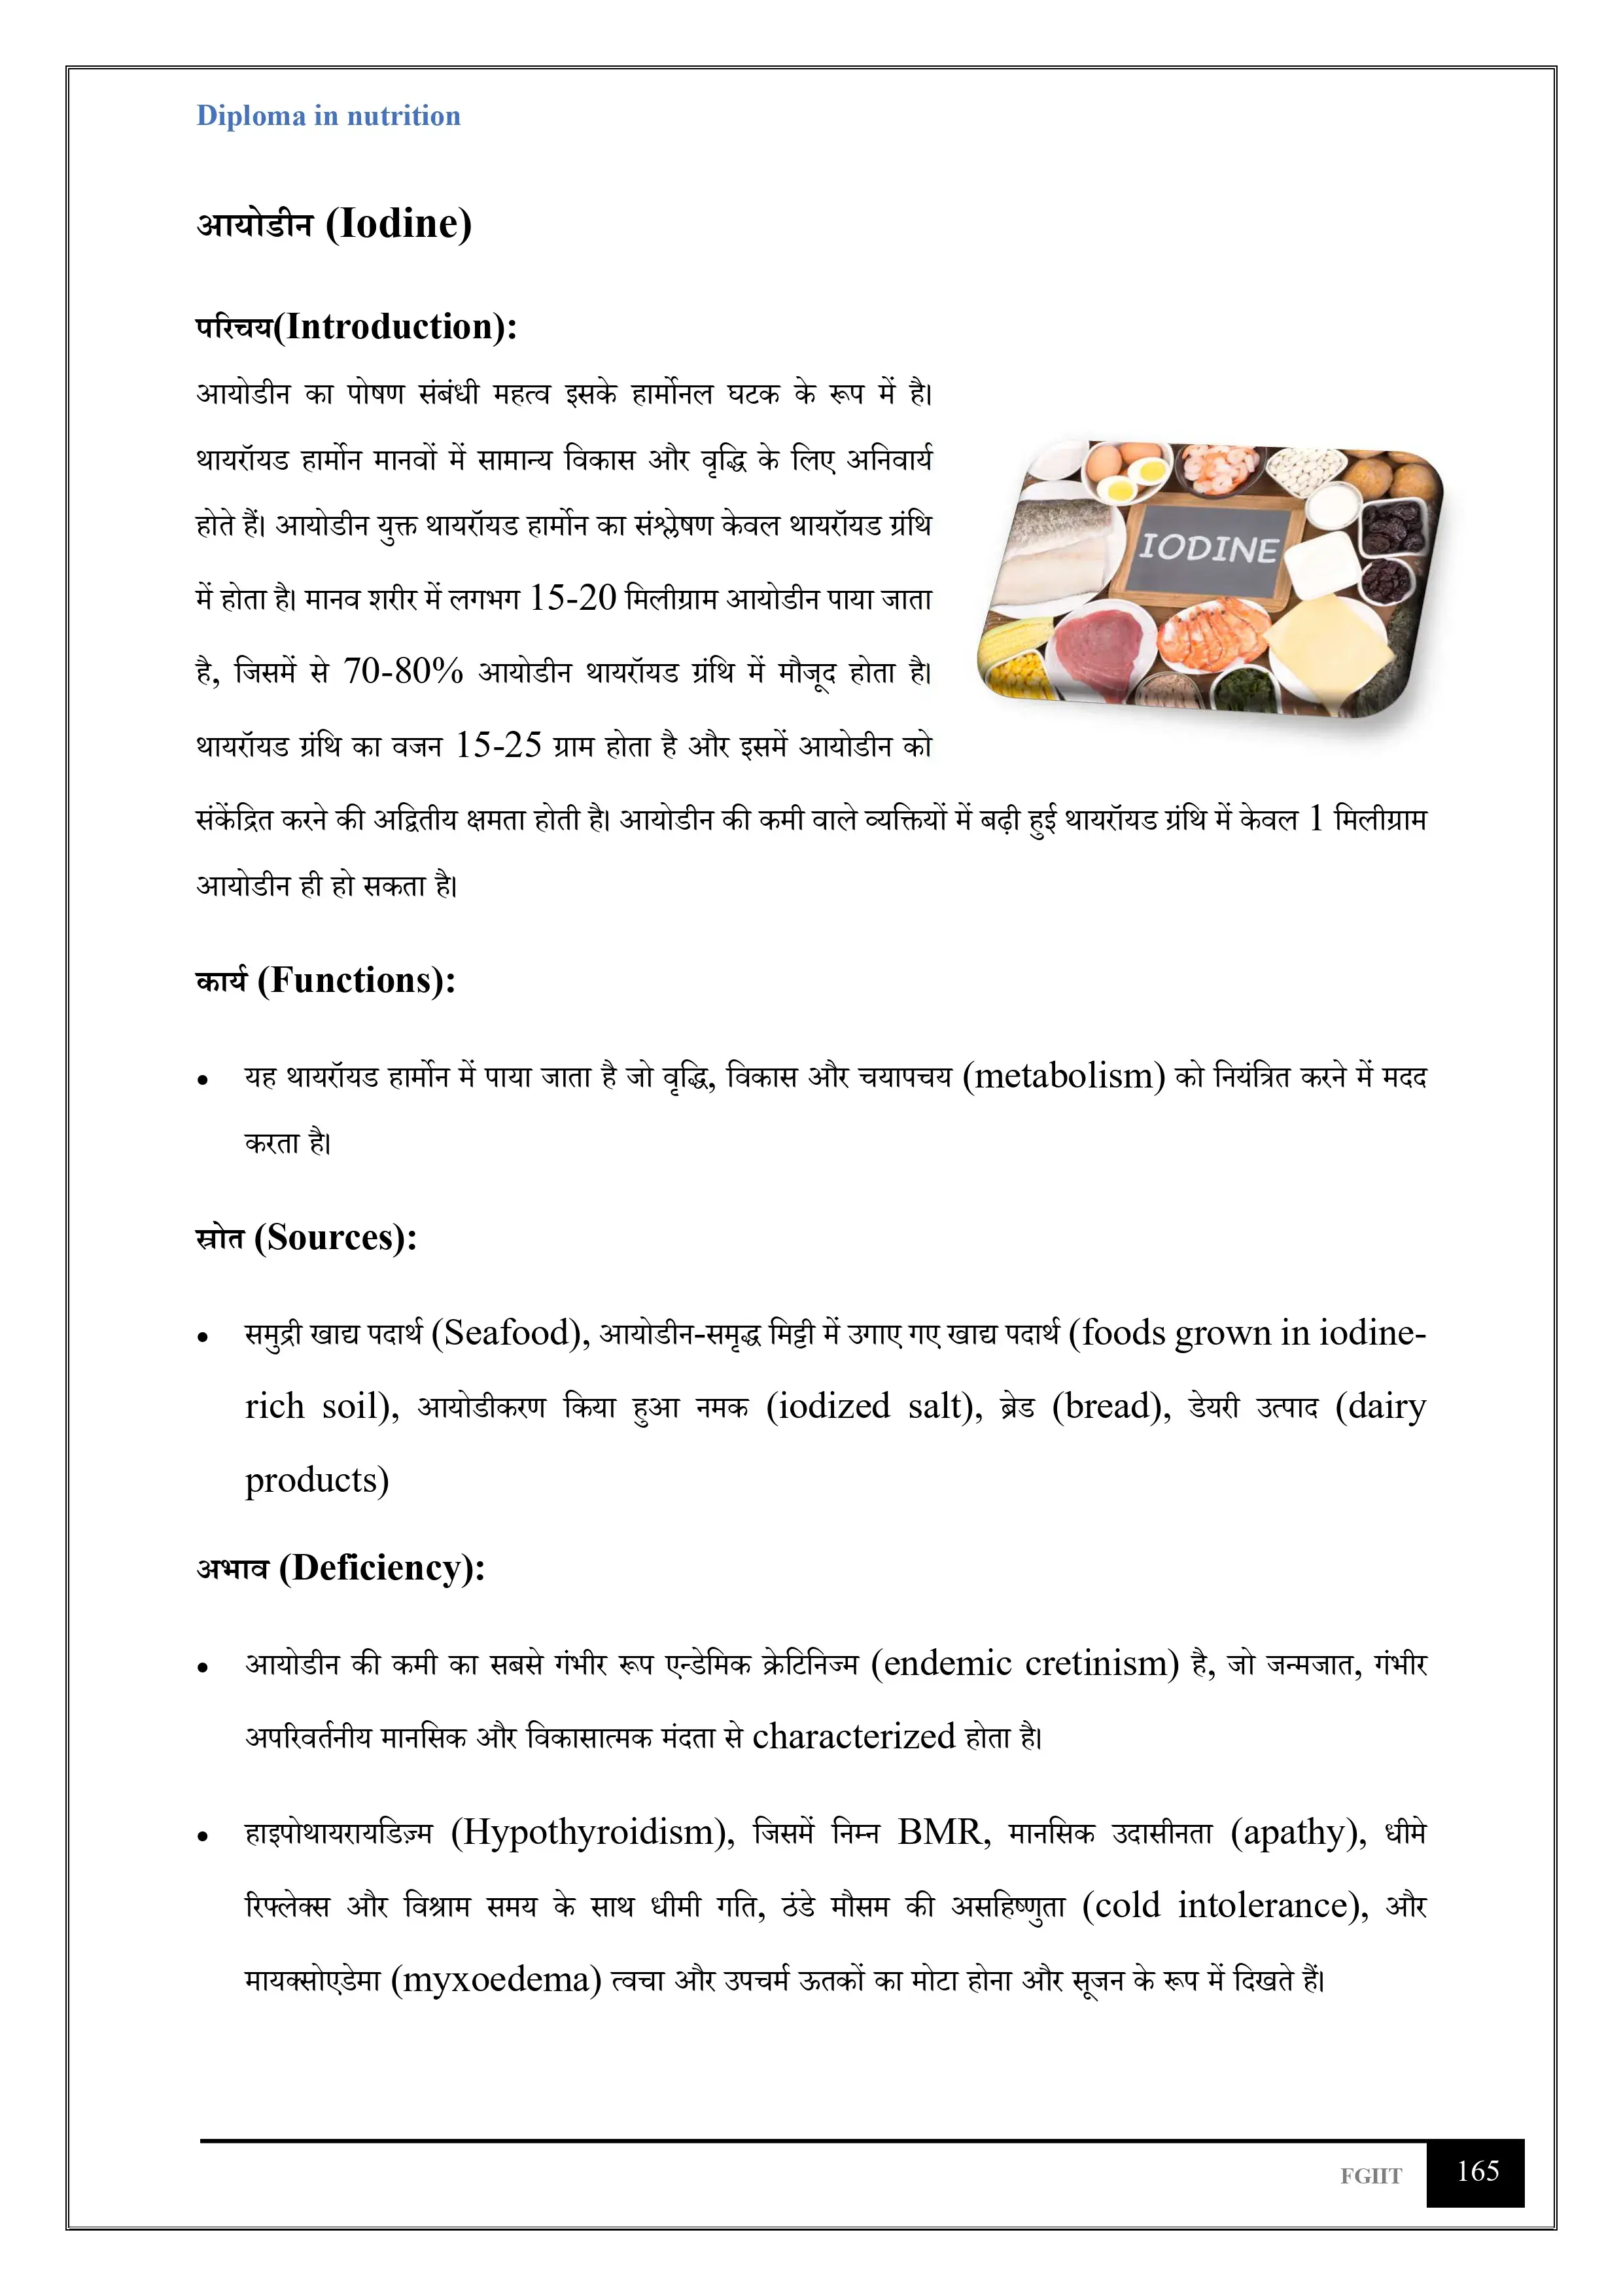 Diploma in nutrition
आयोडीन (Iodine)
परिचय(Introduction):
आयोडीन का पोषण संबंधी महत्व इसके हार्मोनल घटक के रूप में है।
थायरॉयड हार्मोन मानवों में सामान्य विकास और वृद्धि के लिए अनिवार्य
होते हैं। आयोडीन युक्त थायरॉयड हार्मोन का संश्लेषण केवल थायरॉयड ग्रंथि
में होता है। मानव शरीर में लगभग 15-20 मिलीग्राम आयोडीन पाया जाता
है, जिसमें से 70-80% आयोडीन थायरॉयड ग्रंथि में मौजूद होता है।
थायरॉयड ग्रंथि का वजन 15-25 ग्राम होता है और इसमें आयोडीन को
IODINE
संकेंद्रित करने की अद्वितीय क्षमता होती है। आयोडीन की कमी वाले व्यक्तियों में बढ़ी हुई थायरॉयड ग्रंथि में केवल 1 मिलीग्राम
आयोडीन ही हो सकता है।
कार्य (Functions):
• यह थायरॉयड हार्मोन में पाया जाता है जो वृद्धि, विकास और चयापचय (metabolism) को नियंत्रित करने में मदद
करता है।
स्रोत (Sources):
• समुद्री खाद्य पदार्थ (Seafood), आयोडीन-समृद्ध मिट्टी में उगाए गए खाद्य पदार्थ (foods grown in iodine-
rich soil), आयोडीकरण किया हुआ नमक (iodized salt), ब्रेड (bread), डेयरी उत्पाद (dairy
products)
अभाव (Deficiency):
• आयोडीन की कमी का सबसे गंभीर रूप एन्डेमिक क्रेटिनिज्म (endemic cretinism) है, जो जन्मजात, गंभीर
अपरिवर्तनीय मानसिक और विकासात्मक मंदता से characterized होता है।
• हाइपोथायरायडिज़्म (Hypothyroidism), जिसमें निम्न BMR, मानसिक उदासीनता (apathy), धीमे
रिफ्लेक्स और विश्राम समय के साथ धीमी गति, ठंडे मौसम की असहिष्णुता (cold intolerance), और
मायक्सोएडेमा (myxoedema) त्वचा और उपचर्म ऊतकों का मोटा होना और सूजन के रूप में दिखते हैं।
FGIIT 165